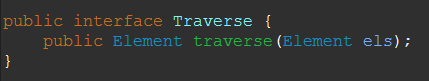 public interface Traverse {
    public Element traverse(Element els);
}